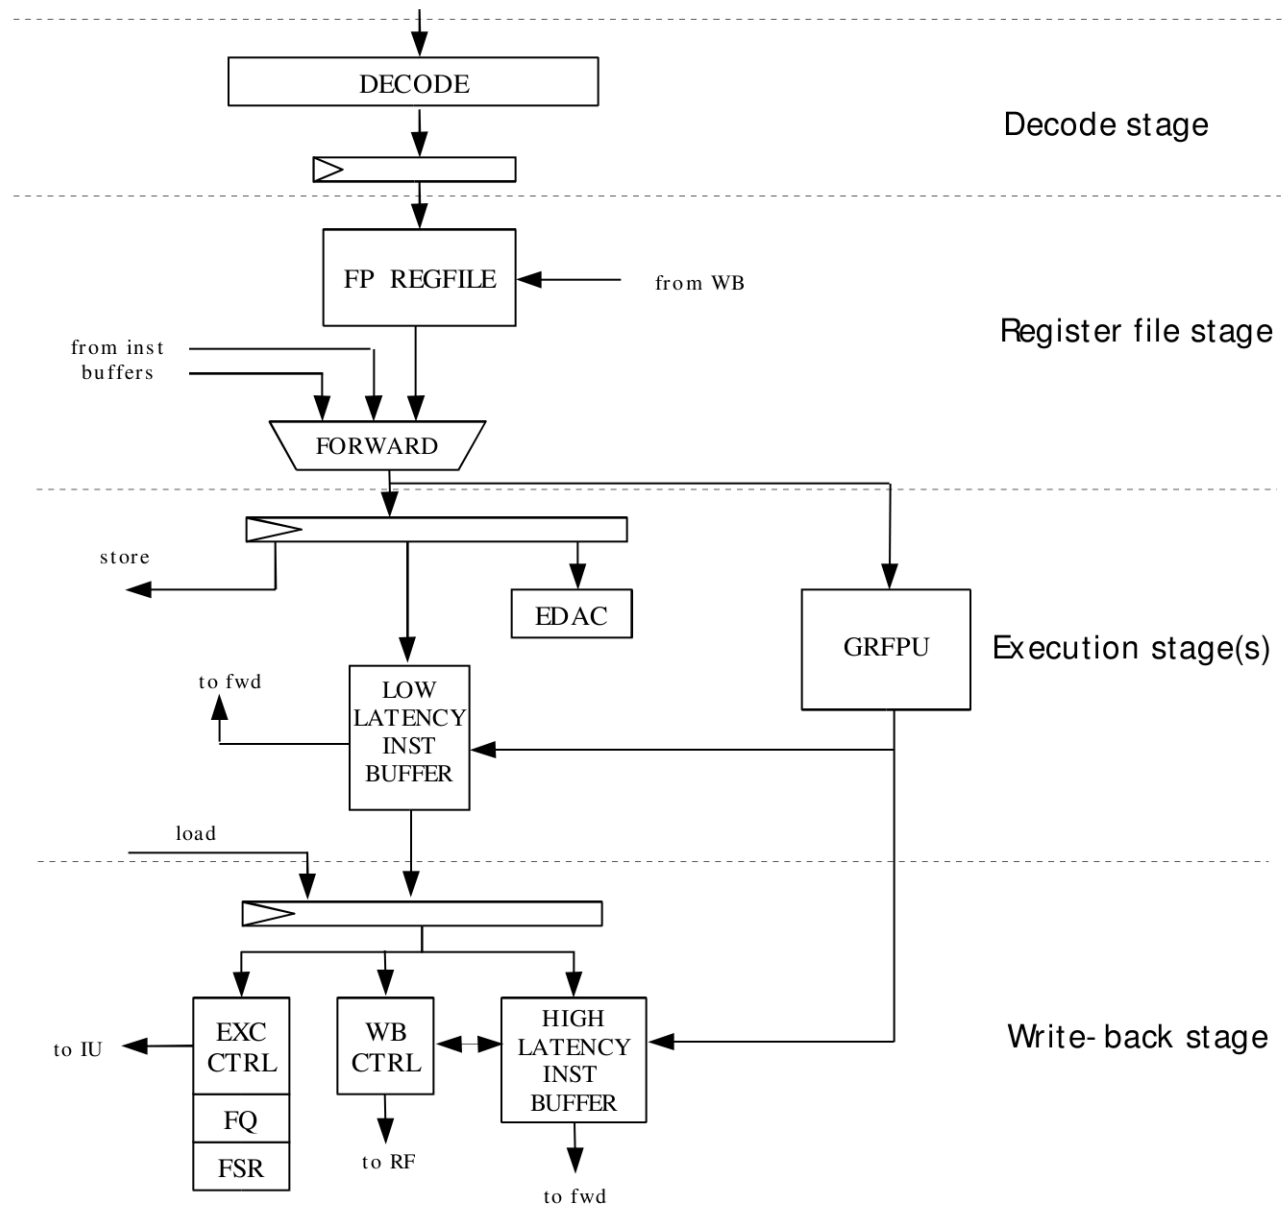 DECODE
Decode stage
FP REGFILE
from WB
Register file stage
from inst
buffers
FORWARD
store
EDAC
GRFPU
Execution stage(s)
to fwd
LOW
LATENCY
INST
BUFFER
load
EXC
CTRL
FQ
FSR
to IU
WB
CTRL
to RF
HIGH
LATENCY
INST
BUFFER
to fwd
Write- back stage